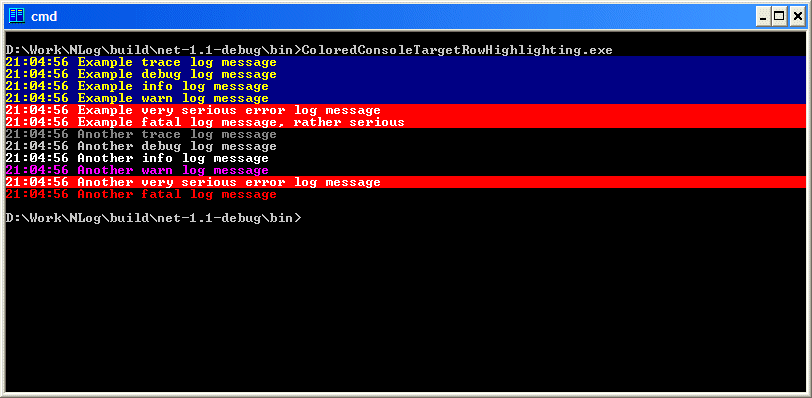 cmd
D:\Work\NLog\build\net-1.1-debug\bin>ColoredConsoleTargetRowHighlighting.exe
21:04:56 Example trace log message
21:04:56 Example debug log message
21:04:56 Example info log message
21:04:56 Example warn log message
21:04:56 Example very serious error log message
21:04:56 Example fatal log message, rather serious
21:04:56 Another trace log message
21:04:56 Another debug log message
21:04:56 Another info log message
21:04:56 Another warn log message
21:04:56 Another very serious error log message
21:04:56 Another fatal log message
D:\Work\NLog\build\net-1.1-debug\bin>